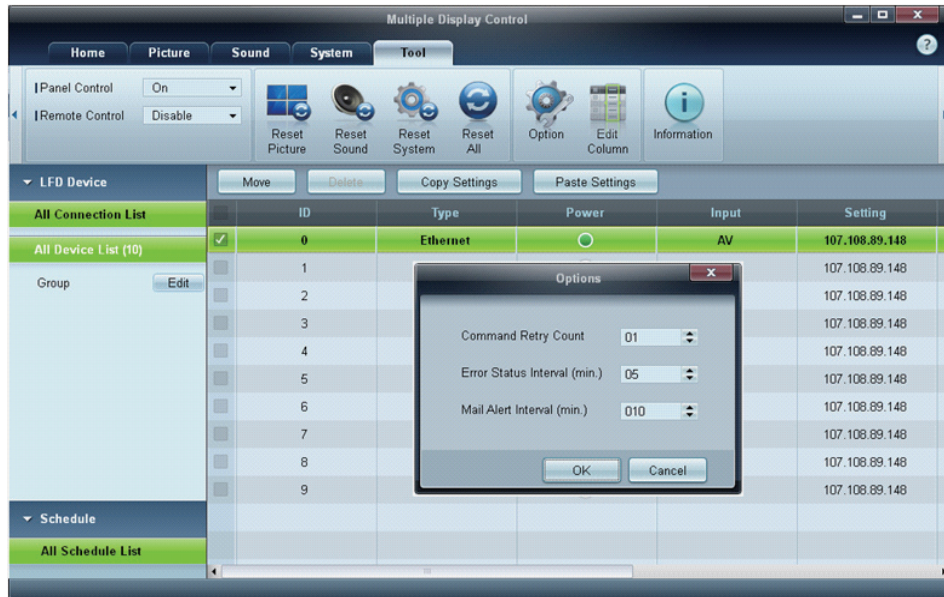 Multiple Display Control
Home Picture Sound System Tool
Panel Control On
Remote Control Disable
Reset Picture
Reset Sound
Reset System
Reset All
Option
Edit Column
Information
LFD Device
Move Delete Copy Settings Paste Settings
All Connection List
ID Type Power Input Setting
All Device List (10)
0 Ethernet AV 107.108.89.148
Group Edit
1 107.108.89.148
2 107.108.89.148
3 107.108.89.148
4 107.108.89.148
5 107.108.89.148
6 107.108.89.148
7 107.108.89.148
8 107.108.89.148
9 107.108.89.148
Options
Command Retry Count 01
Error Status Interval (min.) 05
Mail Alert Interval (min.) 010
OK Cancel
Schedule
All Schedule List